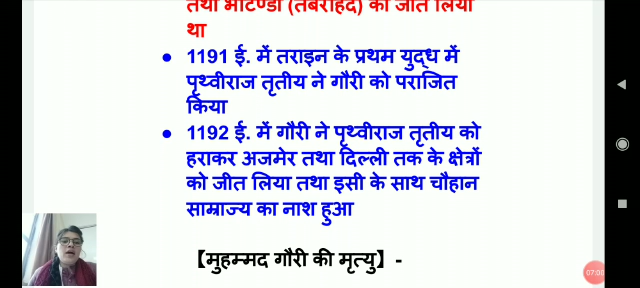 तथा भटिण्डा (तबरहिंद) को जीत लिया
था
● 1191 ई. में तराइन के प्रथम युद्ध में
पृथ्वीराज तृतीय ने गौरी को पराजित
किया
● 1192 ई. में गौरी ने पृथ्वीराज तृतीय को
हराकर अजमेर तथा दिल्ली तक के क्षेत्रों
को जीत लिया तथा इसी के साथ चौहान
साम्राज्य का नाश हुआ
【मुहम्मद गौरी की मृत्यु】 -